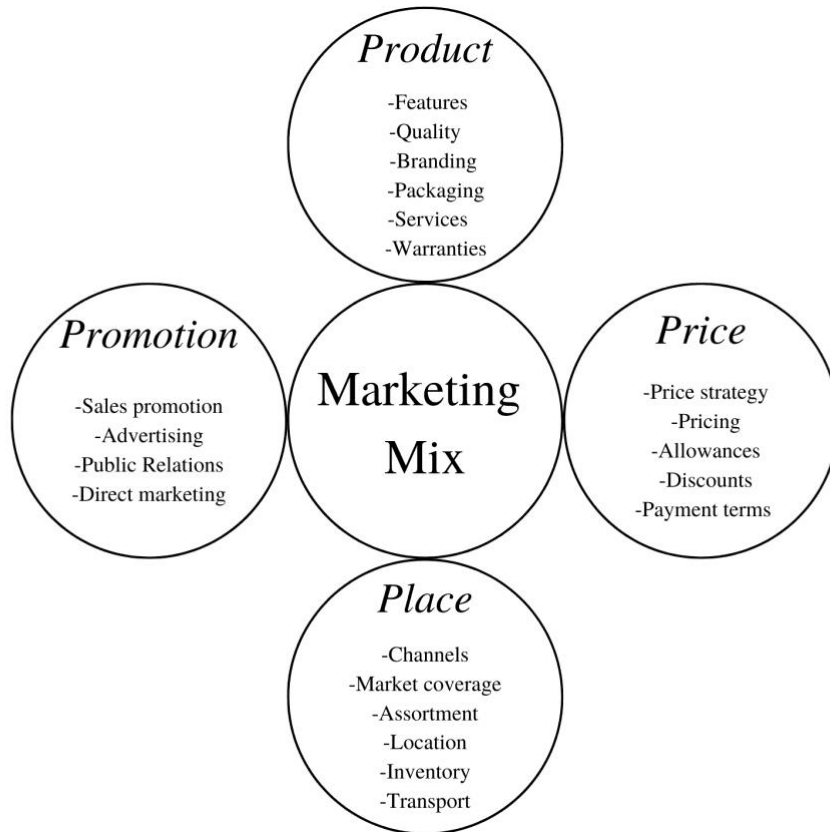 Product
-Features
-Quality
-Branding
-Packaging
-Services
-Warranties
Promotion
-Sales promotion
-Advertising
-Public Relations
-Direct marketing
Marketing
Mix
Price
-Price strategy
-Pricing
-Allowances
-Discounts
-Payment terms
Place
-Channels
-Market coverage
-Assortment
-Location
-Inventory
-Transport